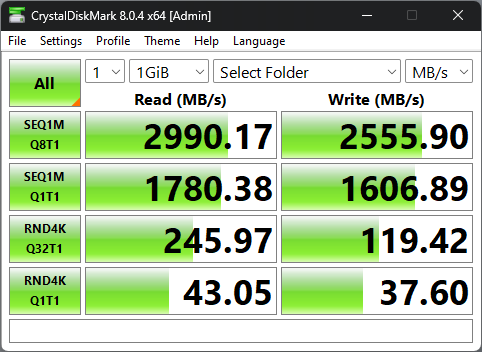 CrystalDiskMark 8.0.4 x64 [Admin]
File Settings Profile Theme Help Language
All 1 1GiB Select Folder MB/s
Read (MB/s) Write (MB/s)
SEQ1M
Q8T1 2990.17 2555.90
SEQ1M
Q1T1 1780.38 1606.89
RND4K
Q32T1 245.97 119.42
RND4K
Q1T1 43.05 37.60